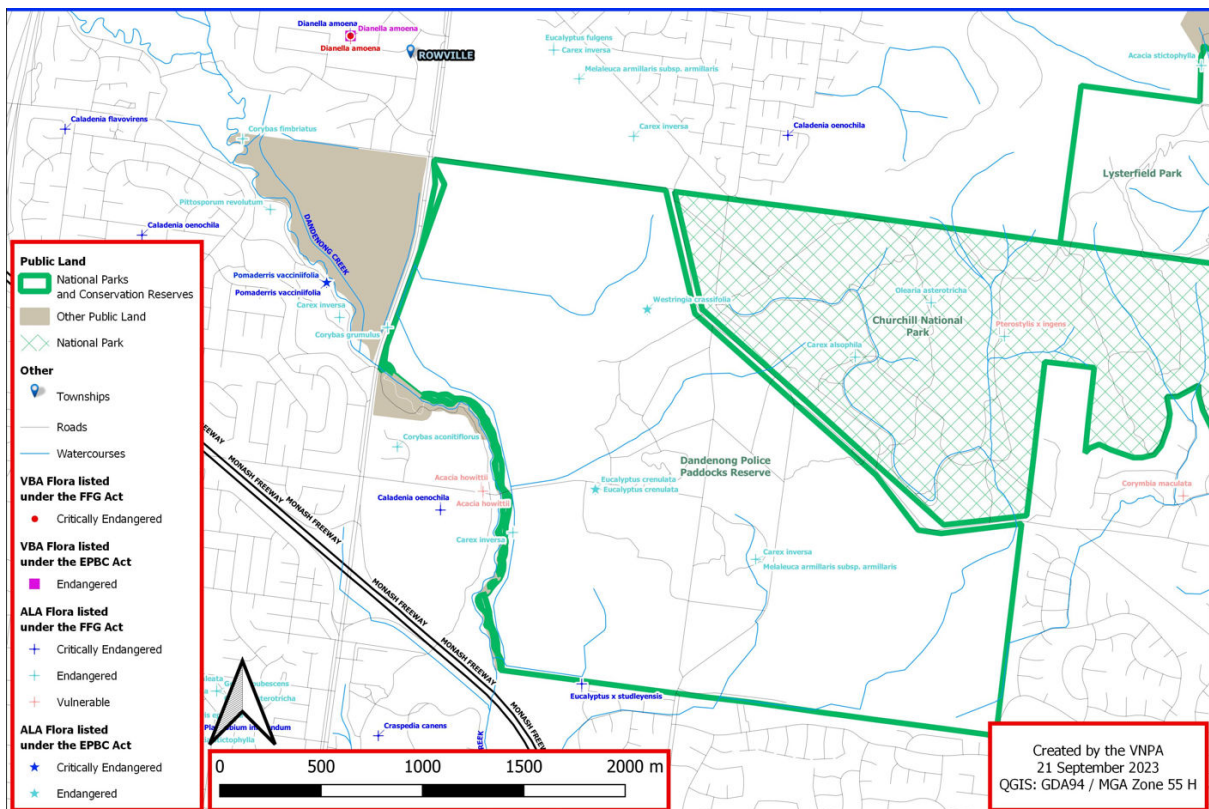 Dianella amoena
Dianella amoena
Dianella amoena
ROWVILLE
Eucalyptus fulgens
Carex inversa
Melaleuca armillaris subsp. armillaris
Acacia stictophylla
Caladenia flavovirens
Corybas fimbriatus
Carex inversa
Caladenia oenochila
Lysterfield Park
Pittosporum revolutum
Caladenia oenochila
DANDENONG CREEK
Pomaderris vacciniifolia
Pomaderris vacciniifolia
Carex inversa
Corybas grumulus
Westringia crassifolia
Olearia asterotricha
Churchill National
Park
Pterostylis x ingens
Carex alsophila
Corybas aconitiflorus
Dandenong Police
Paddocks Reserve
Acacia howittii
Acacia howittii
Caladenia oenochila
Eucalyptus crenulata
Eucalyptus crenulata
Corymbia maculata
Carex inversa
Carex inversa
Melaleuca armillaris subsp. armillaris
FREEWAY
MONASH FREEWAY
MONASH FREEWAY
MONASH FREEWAY
MONASH FREEWAY
MONASH FREEW
Eucalyptus x studleyensis
Craspedia canens
CREEK
Public Land
National Parks
and Conservation Reserves
Other Public Land
National Park
Other
Townships
Roads
Watercourses
VBA Flora listed
under the FFG Act
Critically Endangered
VBA Flora listed
under the EPBC Act
Endangered
ALA Flora listed
under the FFG Act
Critically Endangered
Endangered
Vulnerable
ALA Flora listed
under the EPBC Act
Critically Endangered
Endangered
0 500 1000 1500 2000 m
Created by the VNPA
21 September 2023
QGIS: GDA94 / MGA Zone 55 H